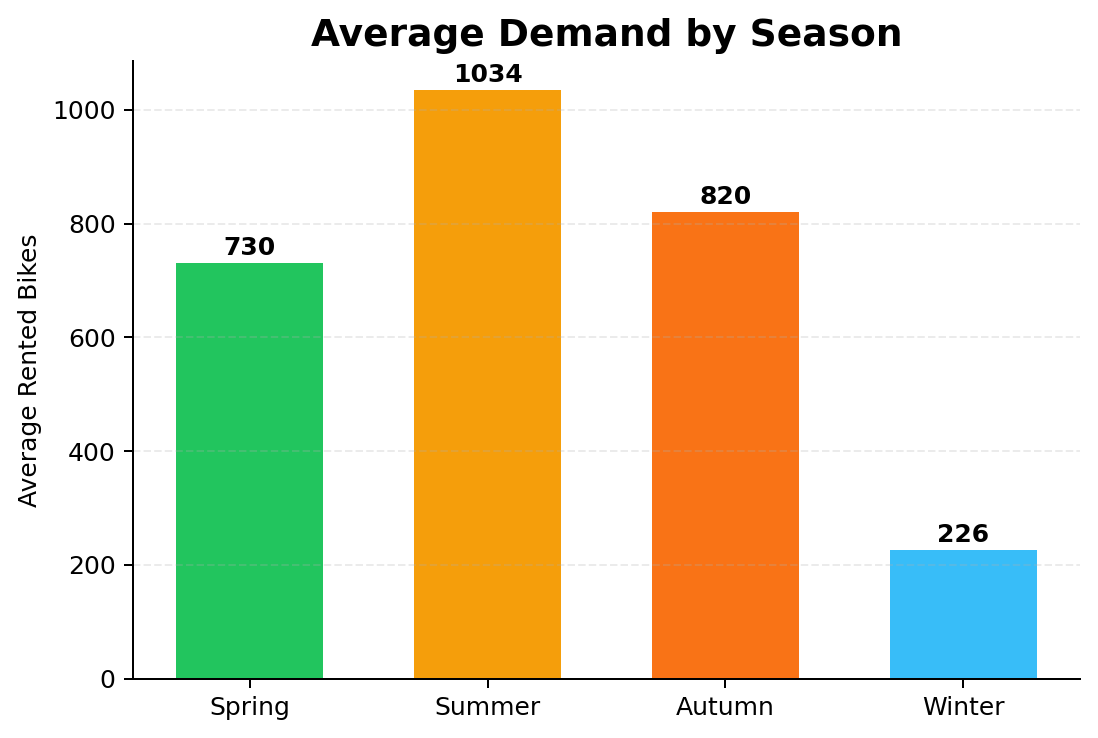 Average Demand by Season
1034
1000
820
800
730
Average Rented Bikes
600
400
226
200
0
Spring
Summer
Autumn
Winter